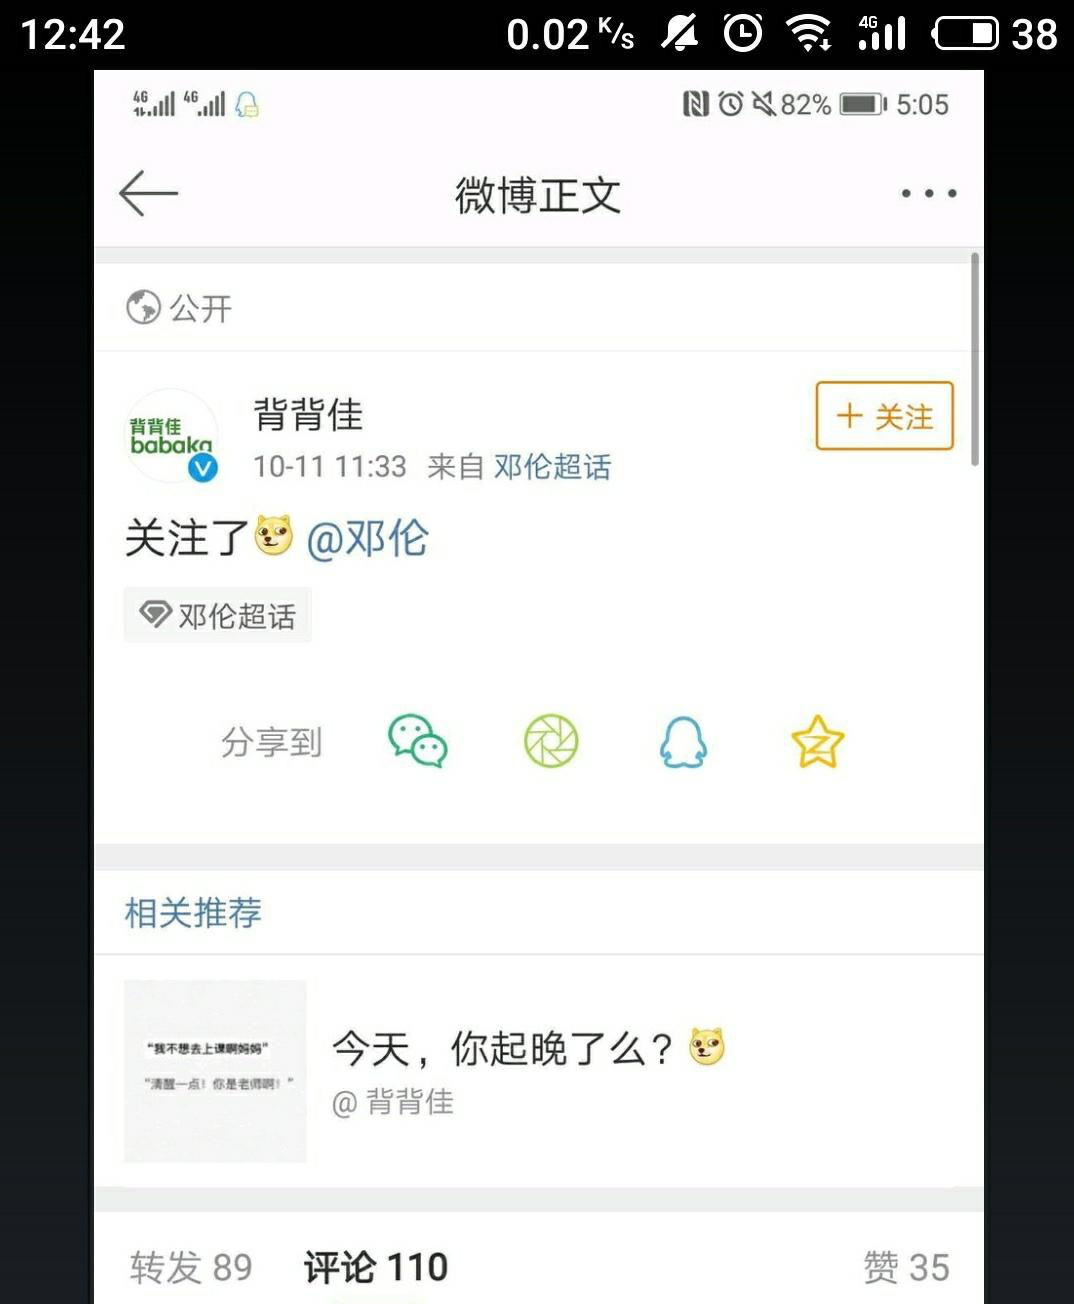 12:42 0.02 K/s 4G 38
4G 4G 82% 5:05
微博正文
公开
背背佳
babaka
背背佳
+ 关注
10-11 11:33 来自 邓伦超话
关注了 @邓伦
邓伦超话
分享到
相关推荐
“我不想去上课啊妈妈”
“清醒一点！你是老师啊！”
今天，你起晚了么？
@ 背背佳
转发 89 评论 110 赞 35